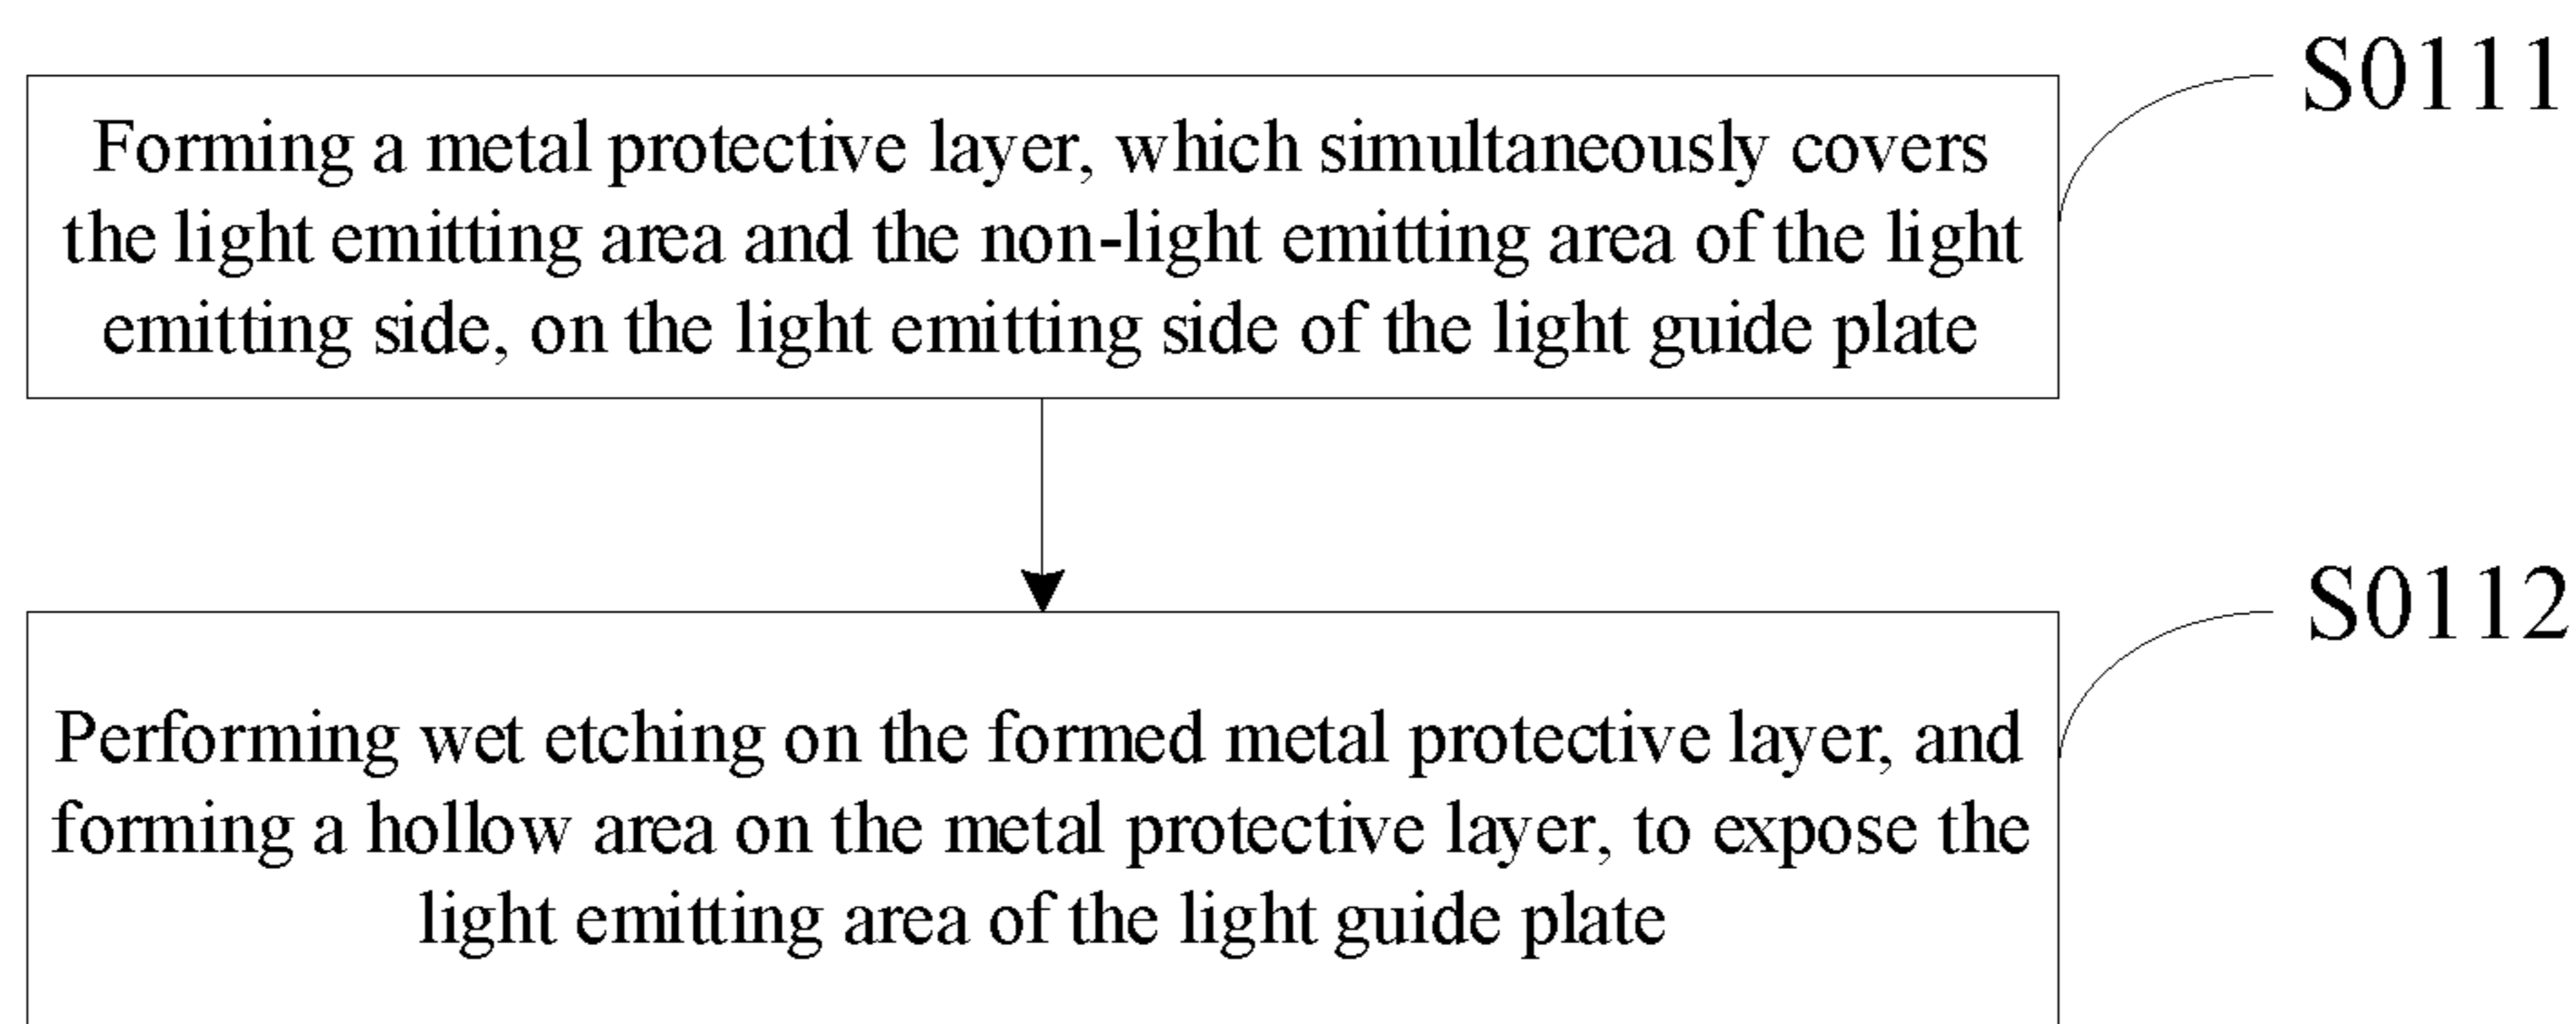 S0111
Forming a metal protective layer, which simultaneously covers
the light emitting area and the non-light emitting area of the light
emitting side, on the light emitting side of the light guide plate
S0112
Performing wet etching on the formed metal protective layer, and
forming a hollow area on the metal protective layer, to expose the
light emitting area of the light guide plate